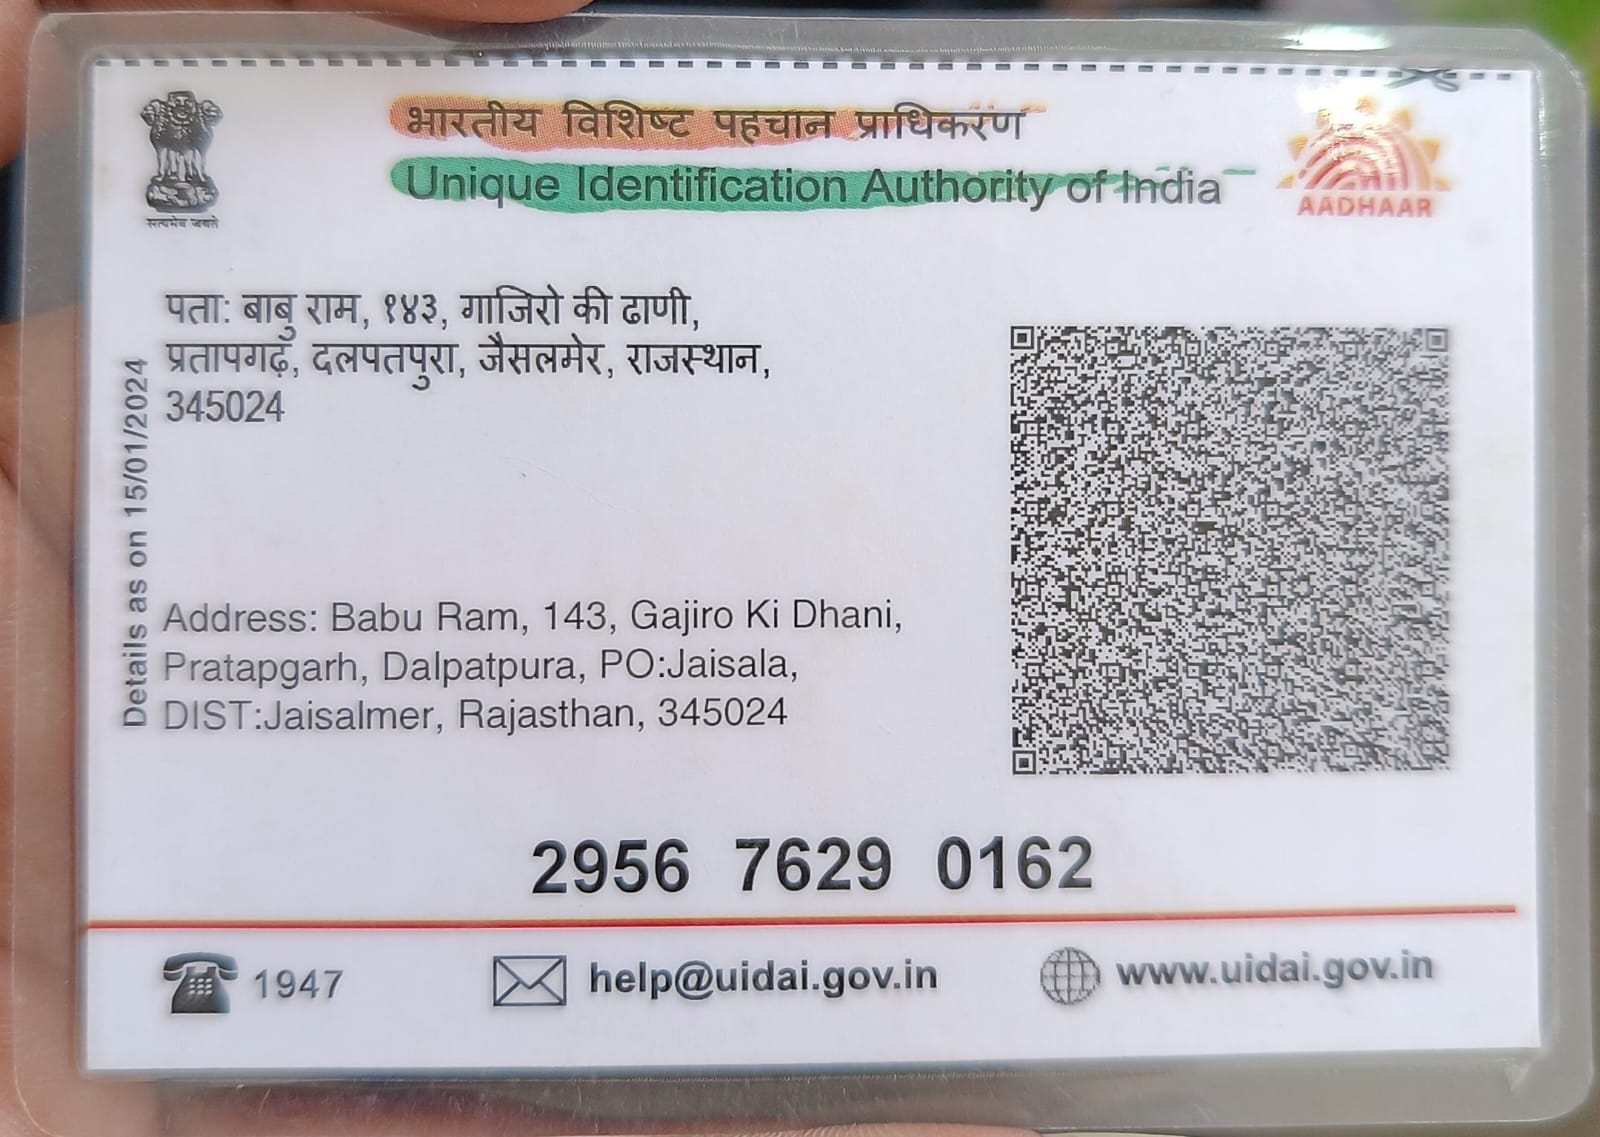 भारतीय विशिष्ट पहचान प्राधिकरण
Unique Identification Authority of India
सत्यमेव जयते
AADHAAR
पता: बाबु राम, १४३, गाजिरो की ढाणी,
प्रतापगढ़, दलपतपुरा, जैसलमेर, राजस्थान,
345024
Details as on 15/01/2024
Address: Babu Ram, 143, Gajiro Ki Dhani,
Pratapgarh, Dalpatpura, PO:Jaisala,
DIST:Jaisalmer, Rajasthan, 345024
2956 7629 0162
1947
help@uidai.gov.in
www.uidai.gov.in